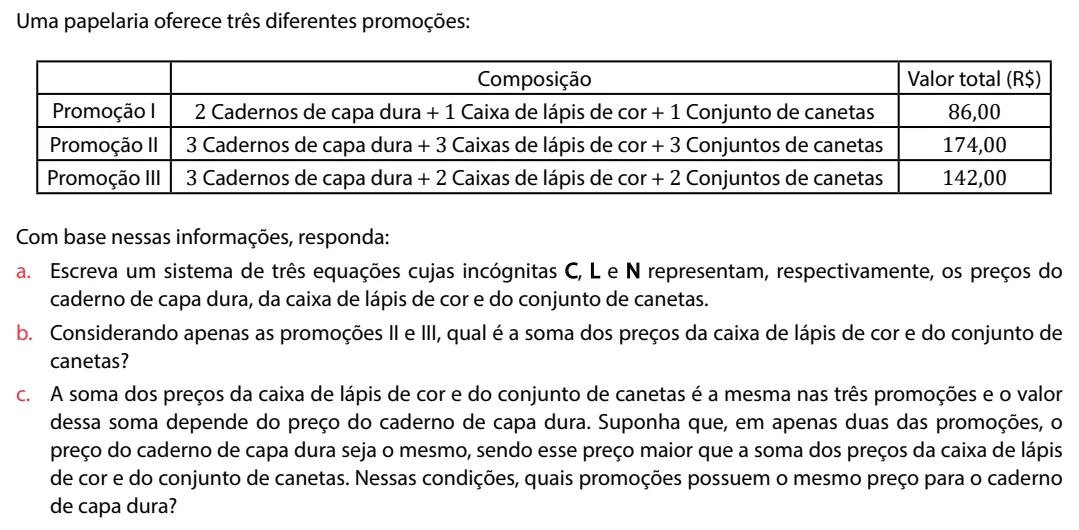 Uma papelaria oferece três diferentes promoções:
Composição Valor total (R$)
Promoção I 2 Cadernos de capa dura + 1 Caixa de lápis de cor + 1 Conjunto de canetas 86,00
Promoção II 3 Cadernos de capa dura + 3 Caixas de lápis de cor + 3 Conjuntos de canetas 174,00
Promoção III 3 Cadernos de capa dura + 2 Caixas de lápis de cor + 2 Conjuntos de canetas 142,00
Com base nessas informações, responda:
a. Escreva um sistema de três equações cujas incógnitas C, L e N representam, respectivamente, os preços do
caderno de capa dura, da caixa de lápis de cor e do conjunto de canetas.
b. Considerando apenas as promoções II e III, qual é a soma dos preços da caixa de lápis de cor e do conjunto de
canetas?
c. A soma dos preços da caixa de lápis de cor e do conjunto de canetas é a mesma nas três promoções e o valor
dessa soma depende do preço do caderno de capa dura. Suponha que, em apenas duas das promoções, o
preço do caderno de capa dura seja o mesmo, sendo esse preço maior que a soma dos preços da caixa de lápis
de cor e do conjunto de canetas. Nessas condições, quais promoções possuem o mesmo preço para o caderno
de capa dura?